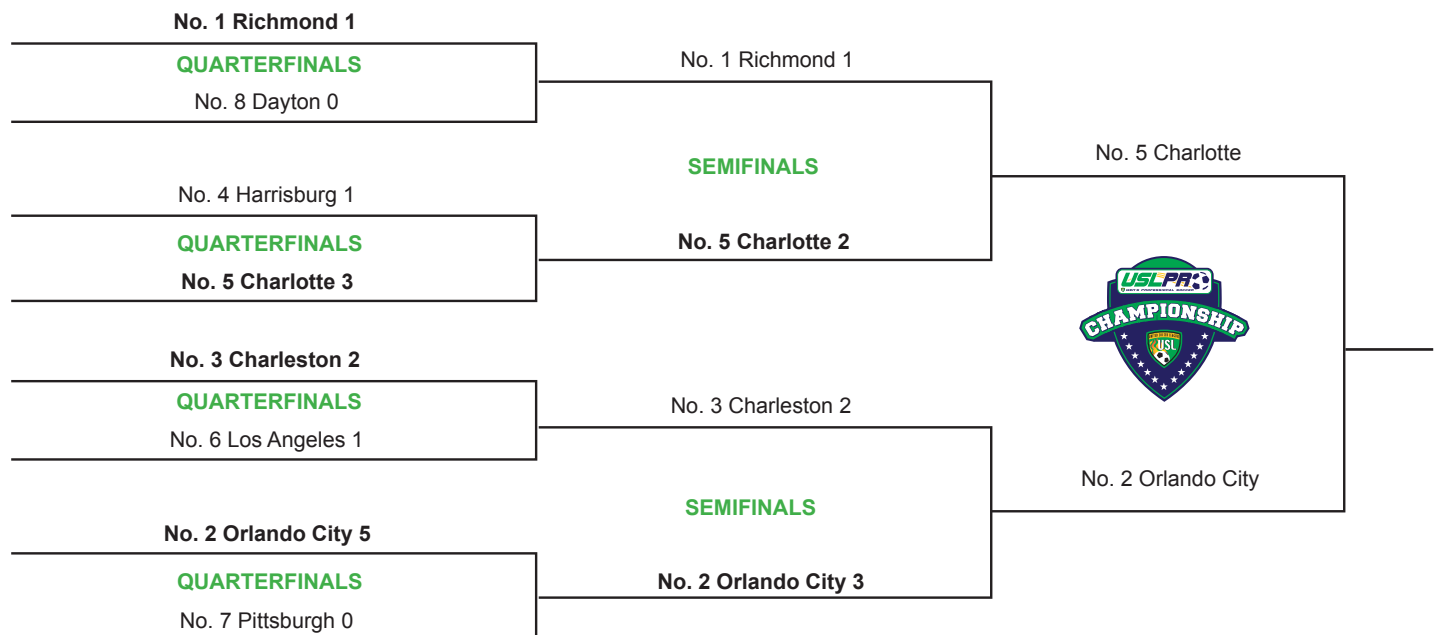 No. 1 Richmond 1
QUARTERFINALS
No. 8 Dayton 0
No. 4 Harrisburg 1
QUARTERFINALS
No. 5 Charlotte 3
No. 3 Charleston 2
QUARTERFINALS
No. 6 Los Angeles 1
No. 2 Orlando City 5
QUARTERFINALS
No. 7 Pittsburgh 0
No. 1 Richmond 1
SEMIFINALS
No. 5 Charlotte 2
No. 3 Charleston 2
SEMIFINALS
No. 2 Orlando City 3
No. 5 Charlotte
USL PRO
MEN'S PROFESSIONAL SOCCER
CHAMPIONSHIP
USL
No. 2 Orlando City